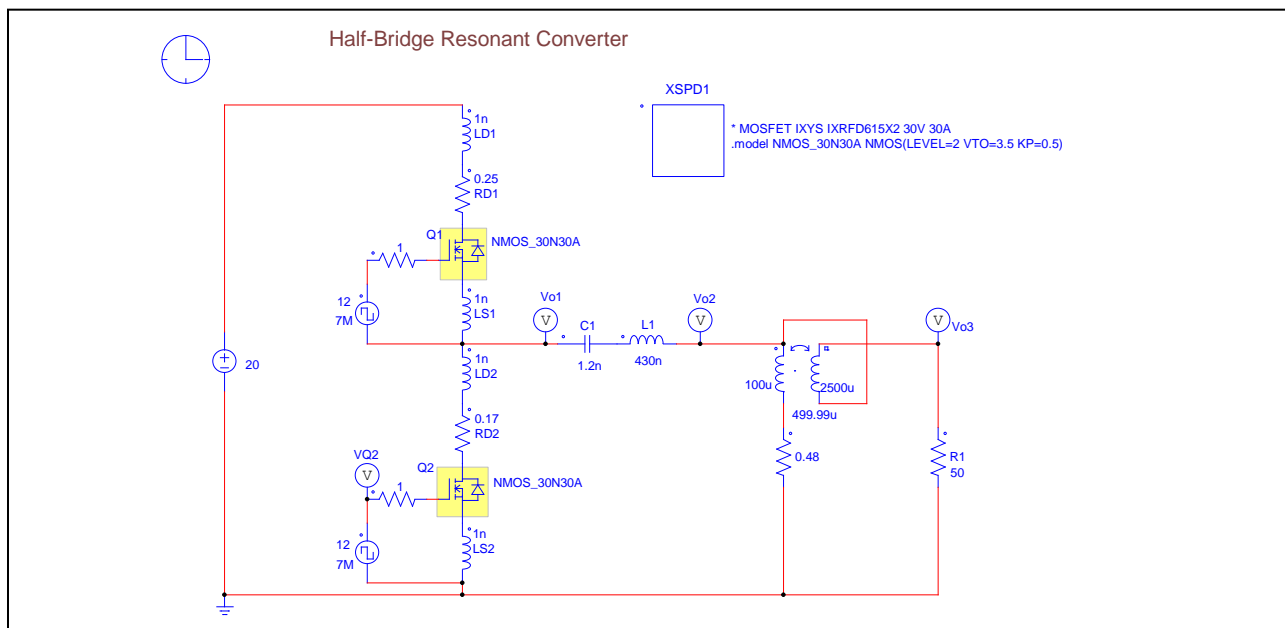 Half-Bridge Resonant Converter
XSPD1
* MOSFET IXYS IXRFD615X2 30V 30A
.model NMOS_30N30A NMOS(LEVEL=2 VTO=3.5 KP=0.5)
1n
LD1
0.25
RD1
Q1
NMOS_30N30A
1
12
7M
1n
LS1
Vo1
V
C1
1.2n
L1
430n
Vo2
V
Vo3
V
20
1n
LD2
100u
2500u
499.99u
0.17
RD2
0.48
R1
50
VQ2
V
Q2
NMOS_30N30A
1
12
7M
1n
LS2